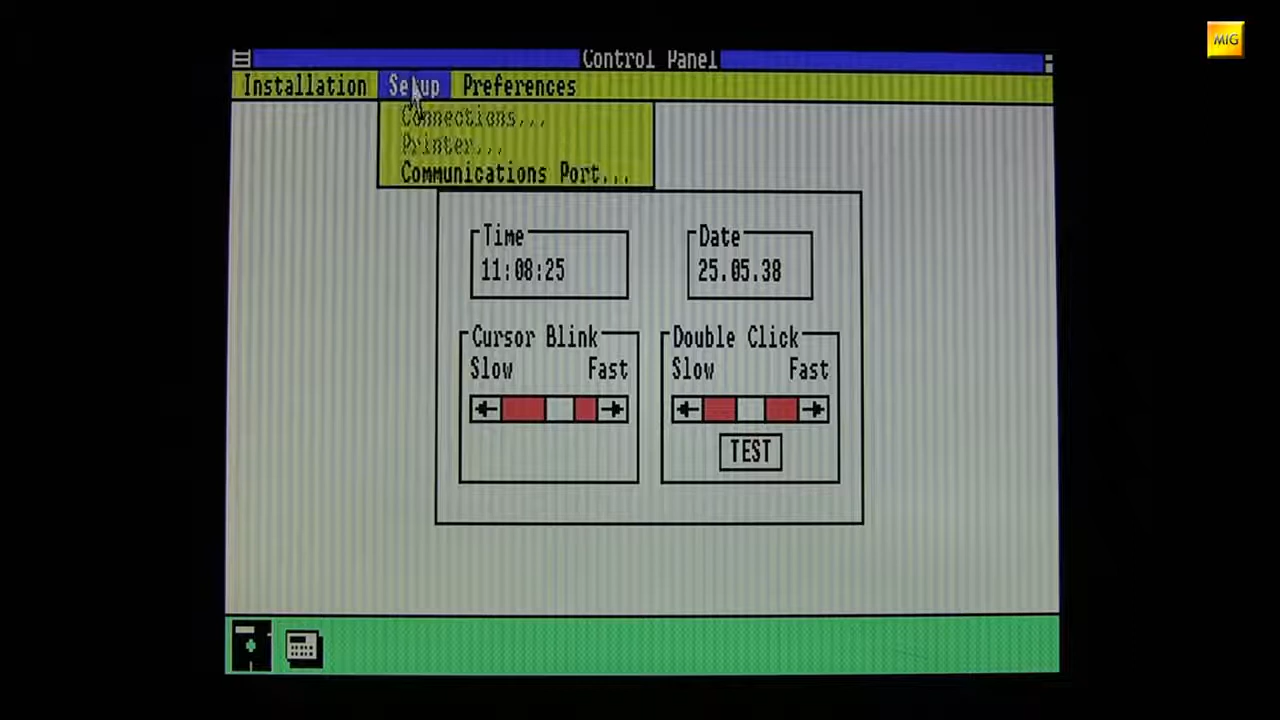 MIG
Control Panel
Installation Setup Preferences
Connections...
Printer...
Communications Port...
Time
11:08:25
Date
25.05.38
Cursor Blink
Slow Fast
Double Click
Slow Fast
TEST